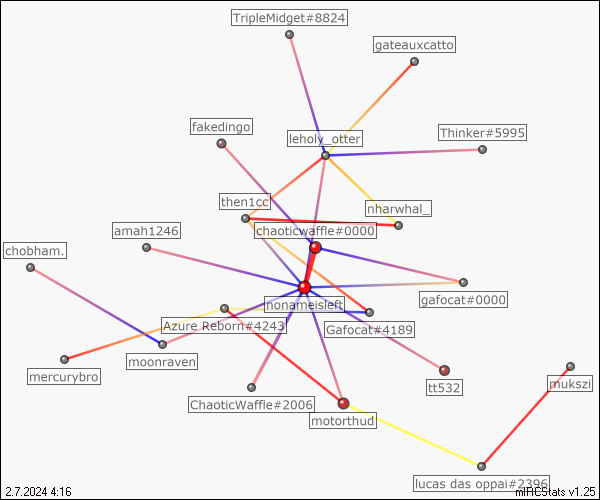 TripleMidget#8824
gateauxcatto
fakedingo
Thinker#5995
leholy_otter
then1cc
nharwhal_
amah1246
chaoticwaffle#0000
chobham.
nonameisleft
gafocat#0000
Azure Reborn#4243
Gafocat#4189
moonraven
mercurybro
tt532
mukszi
ChaoticWaffle#2006
motorthud
lucas das oppai#2396
2.7.2024 4:16
mIRCStats v1.25